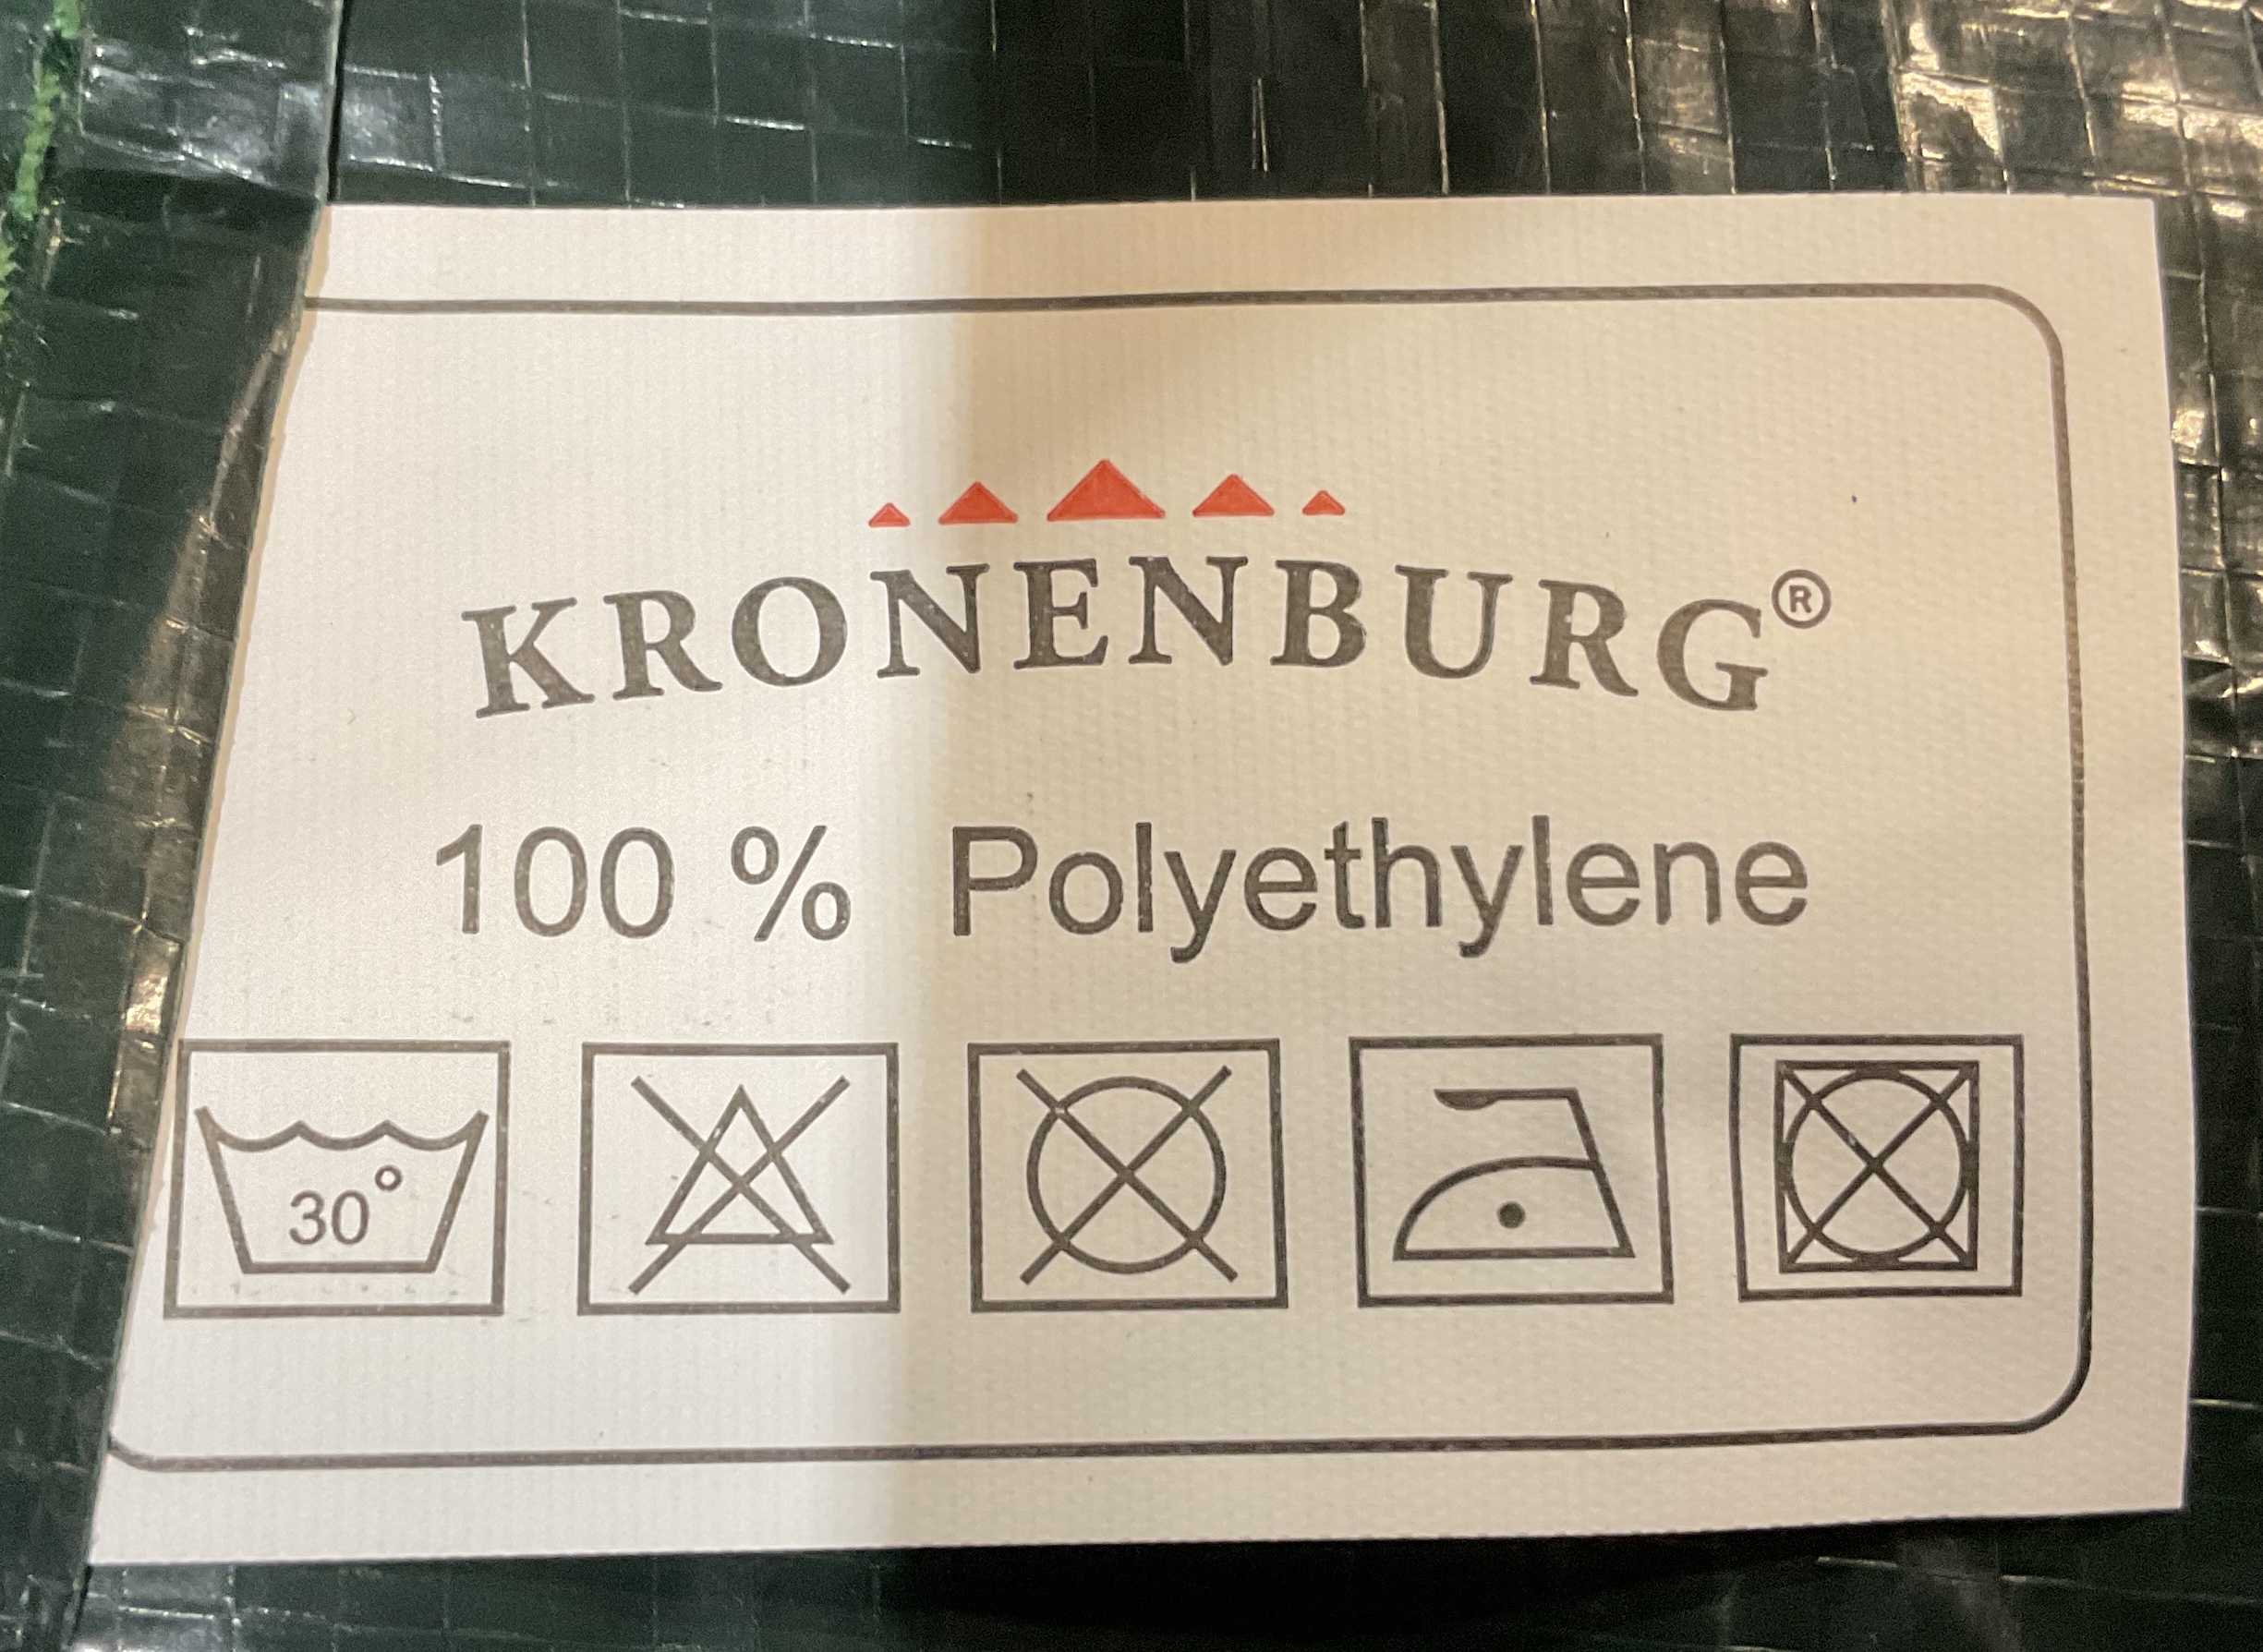 KRONENBURG®
100 % Polyethylene
30°